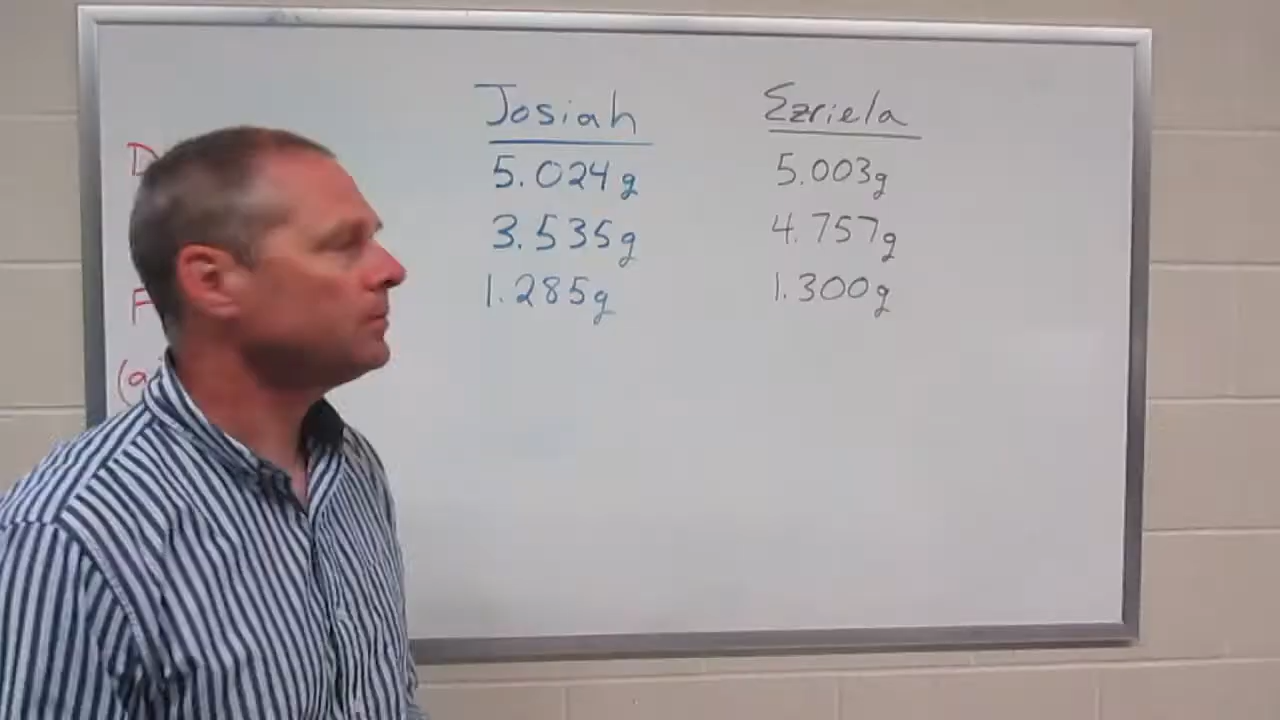 Josiah Ezriela
5.024g 5.003g
3.535g 4.757g
1.285g 1.300g